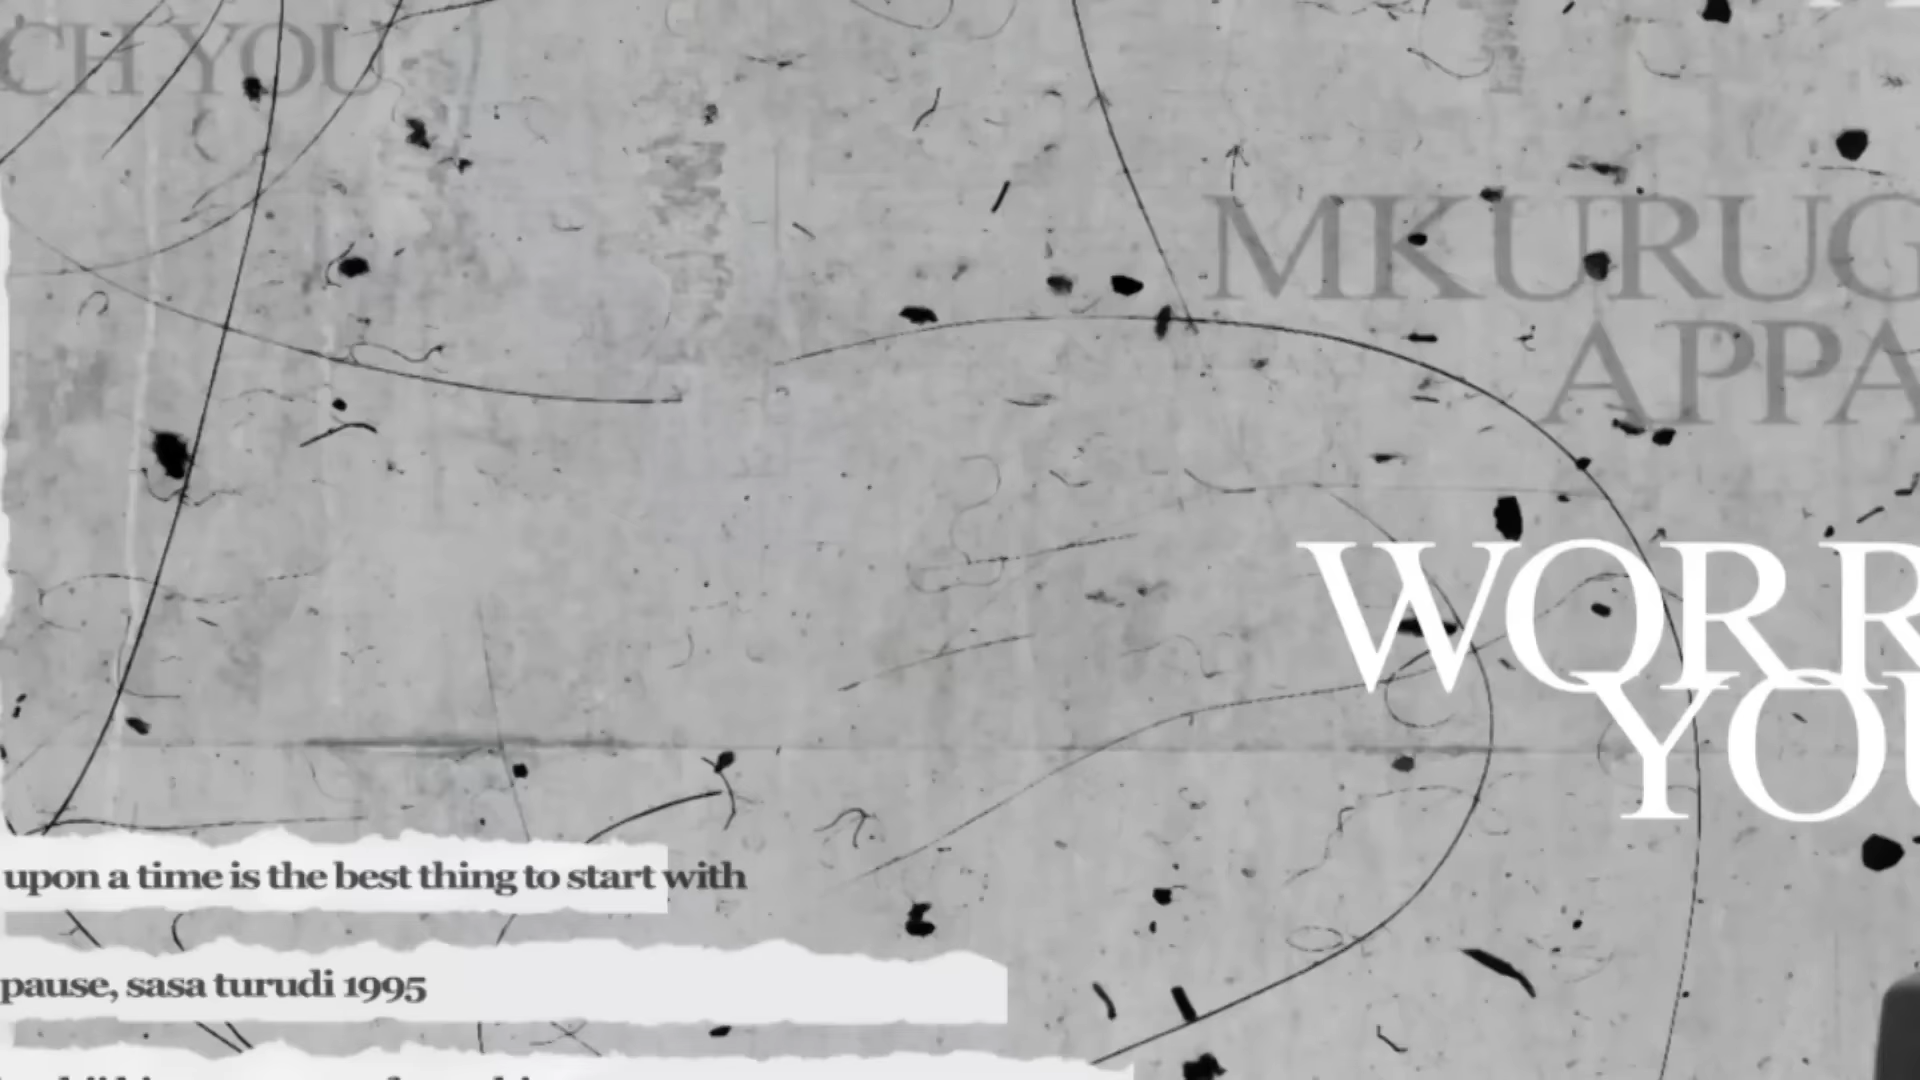 CH YOU
MKURUG
APPA
WORR
YOU
upon a time is the best thing to start with
pause, sasa turudi 1995